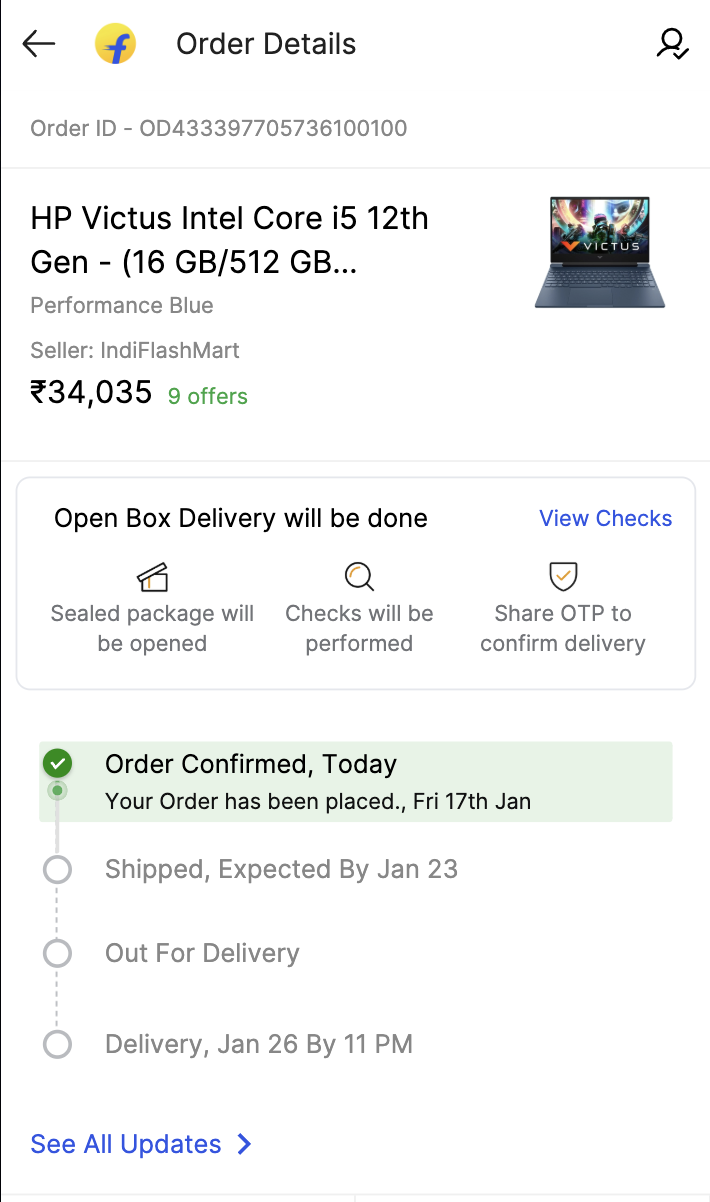 Order Details
Order ID - OD433397705736100100
HP Victus Intel Core i5 12th
Gen - (16 GB/512 GB...
Performance Blue
Seller: IndiFlashMart
₹34,035 9 offers
VICTUS
Open Box Delivery will be done View Checks
Sealed package will be opened
Checks will be performed
Share OTP to confirm delivery
Order Confirmed, Today
Your Order has been placed., Fri 17th Jan
Shipped, Expected By Jan 23
Out For Delivery
Delivery, Jan 26 By 11 PM
See All Updates